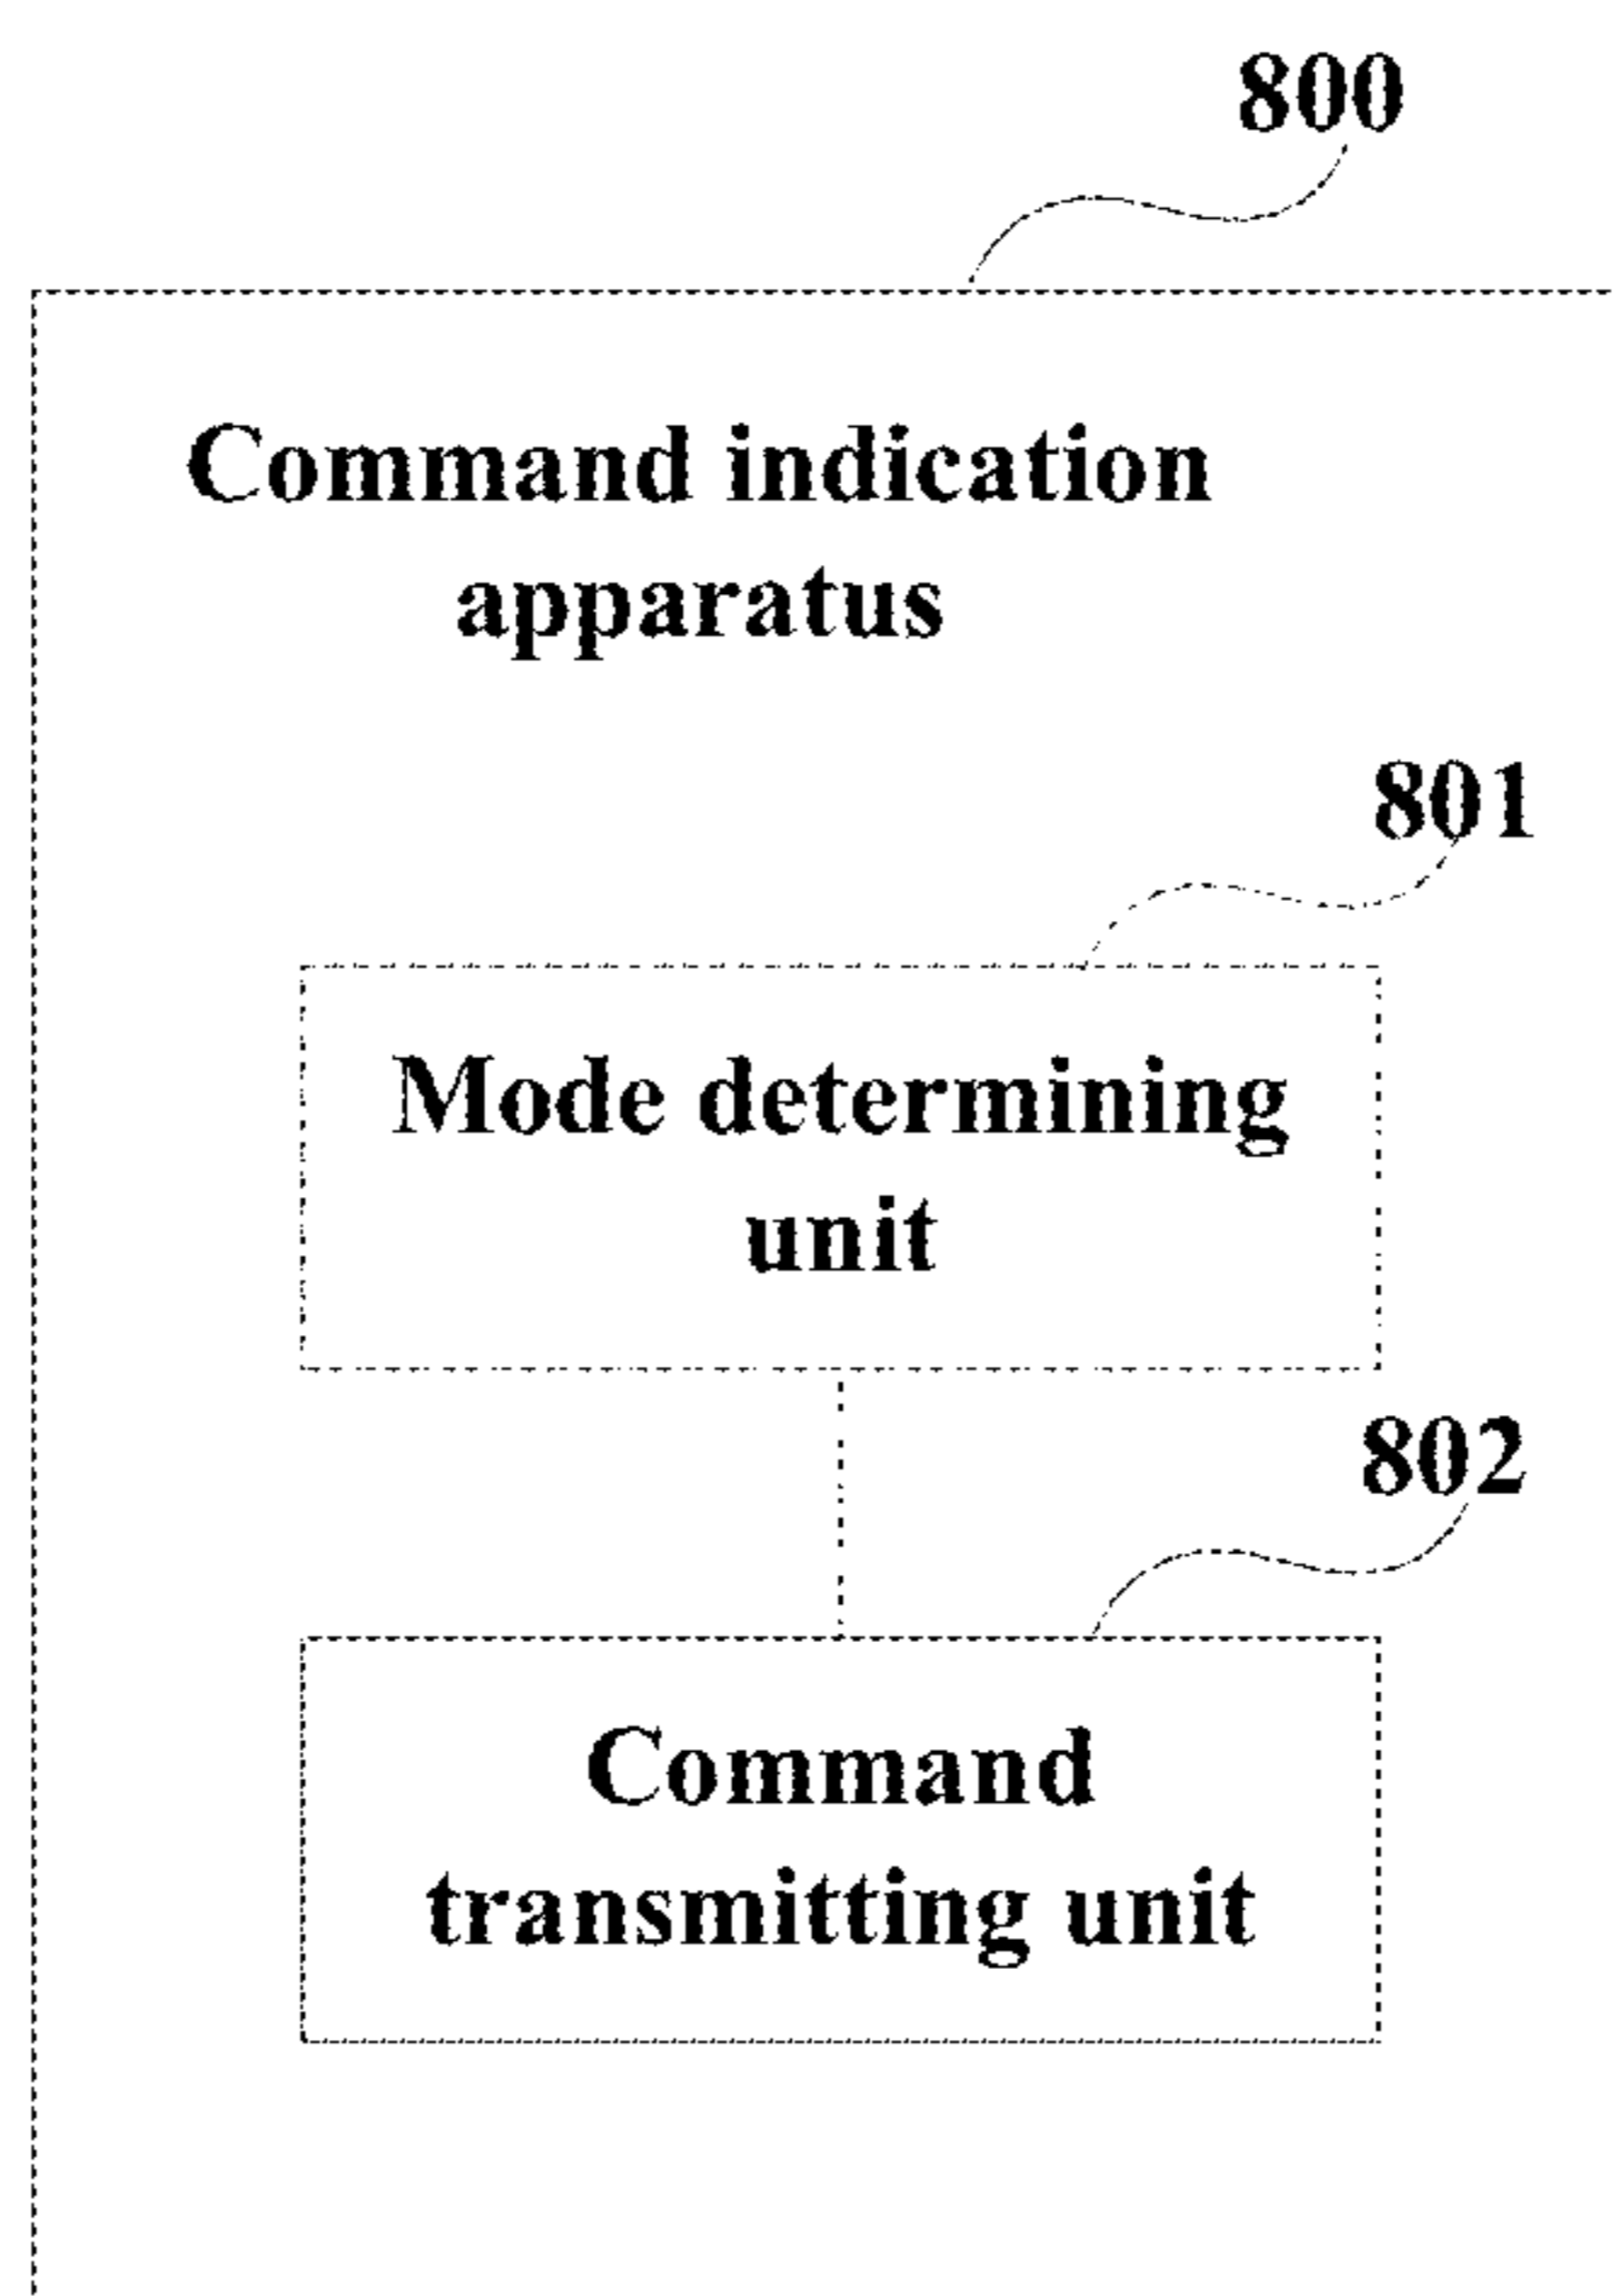 800
Command indication
apparatus
801
Mode determining
unit
802
Command
transmitting unit